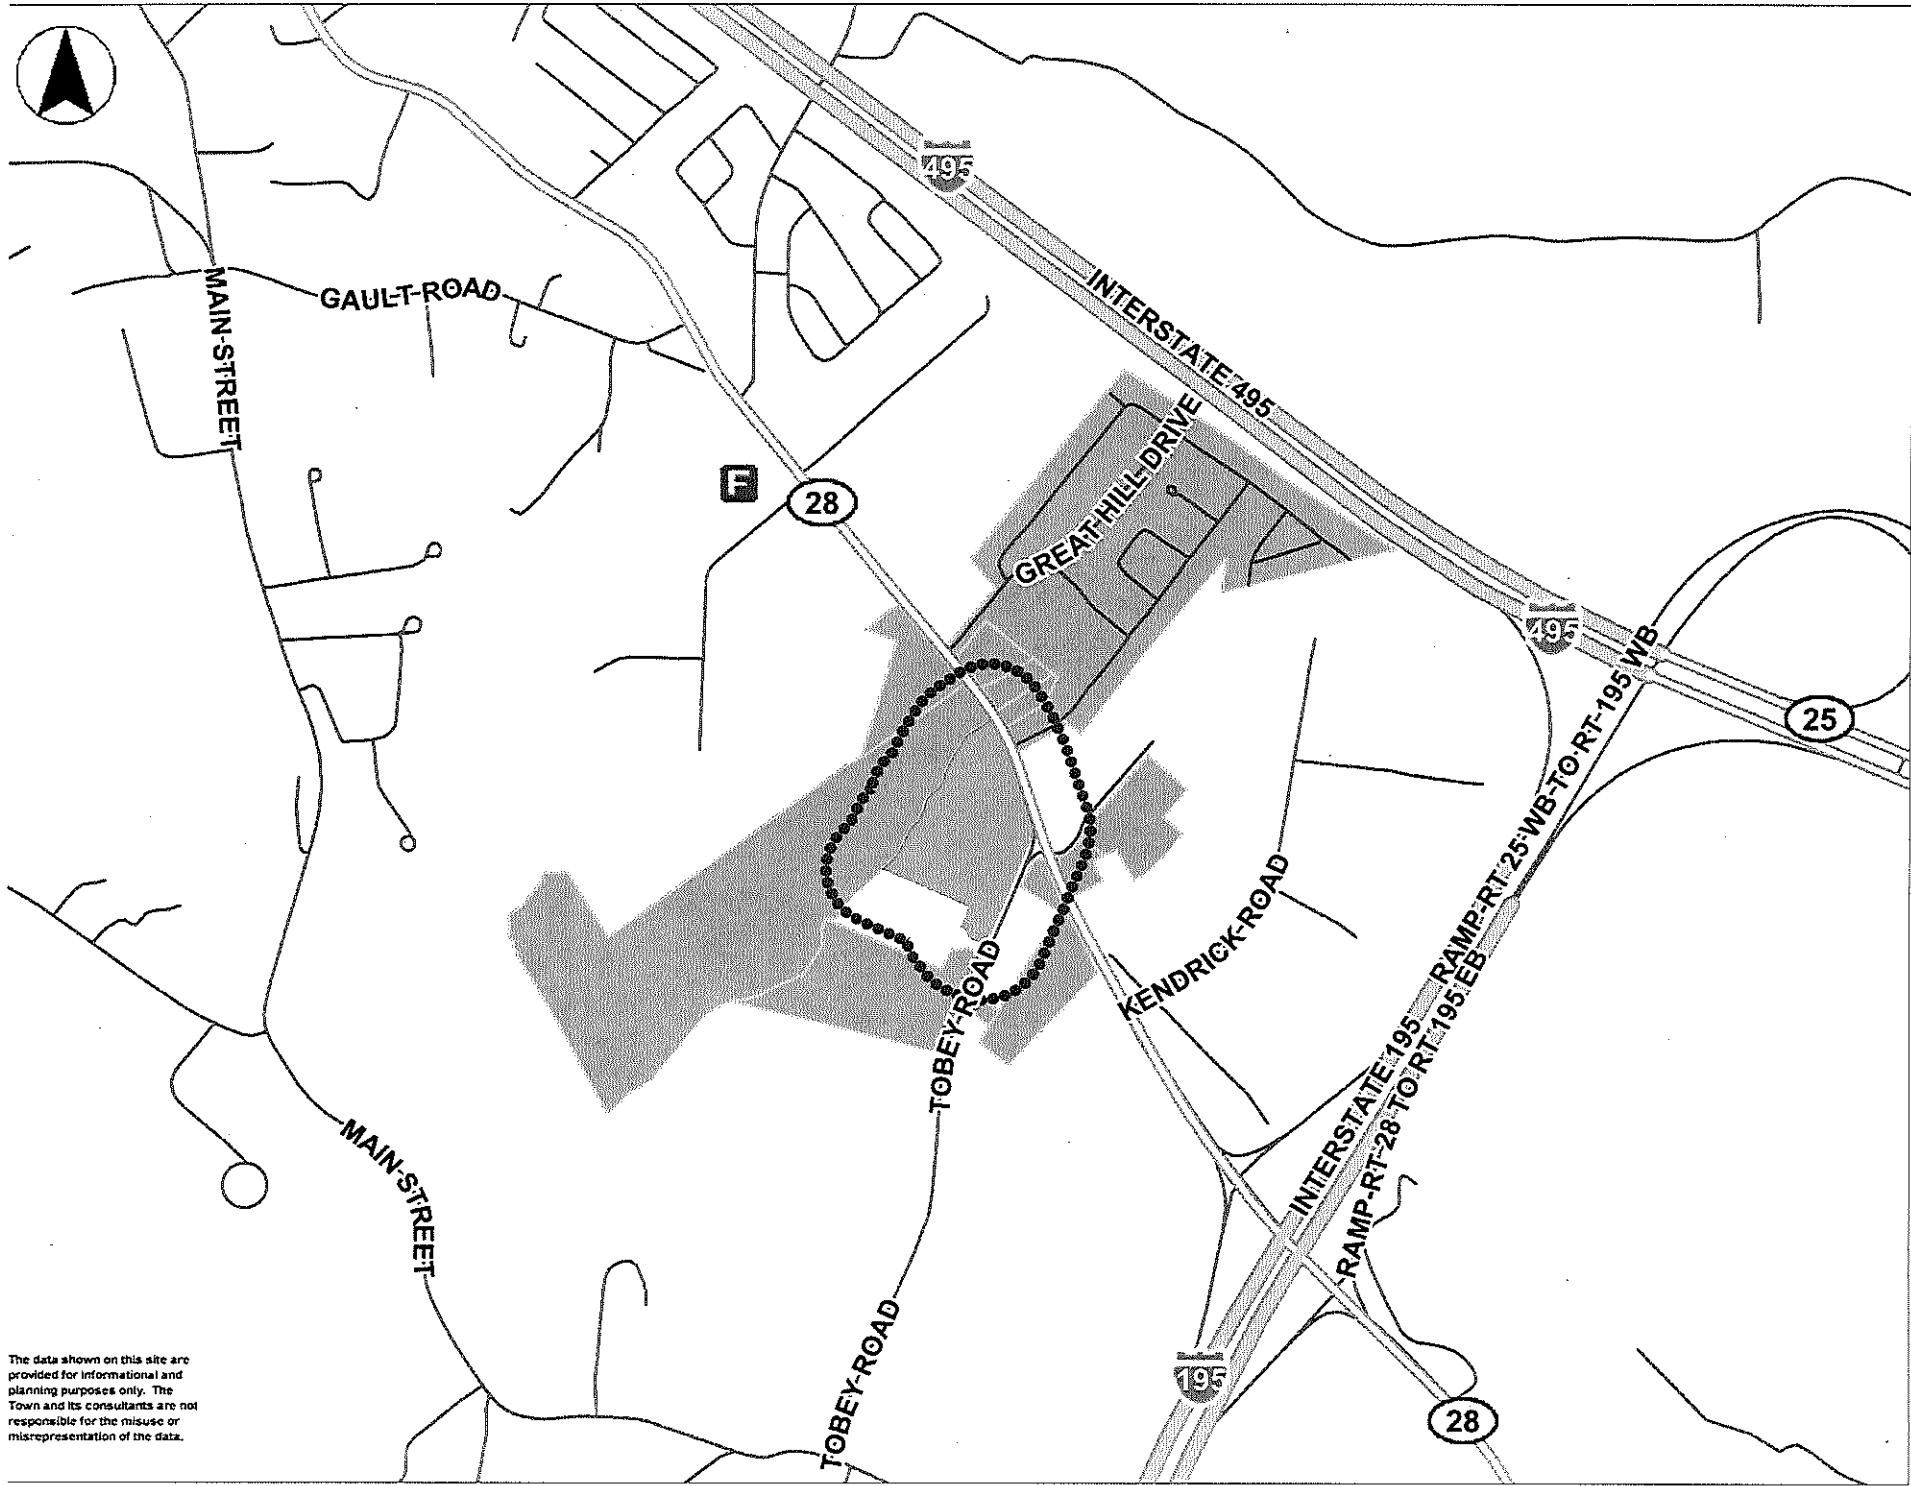 495
INTERSTATE 495
MAIN STREET
GAULT ROAD
GREAT HILL DRIVE
F
28
495
RAMP-RT 25 WB-TO RT-195 WB
25
KENDRICK ROAD
TOBEY ROAD
INTERSTATE 195
RAMP-RT-28 TO RT 195 EB
MAIN STREET
TOBEY ROAD
195
28
The data shown on this site are
provided for informational and
planning purposes only. The
Town and its consultants are not
responsible for the misuse or
misrepresentation of the data.